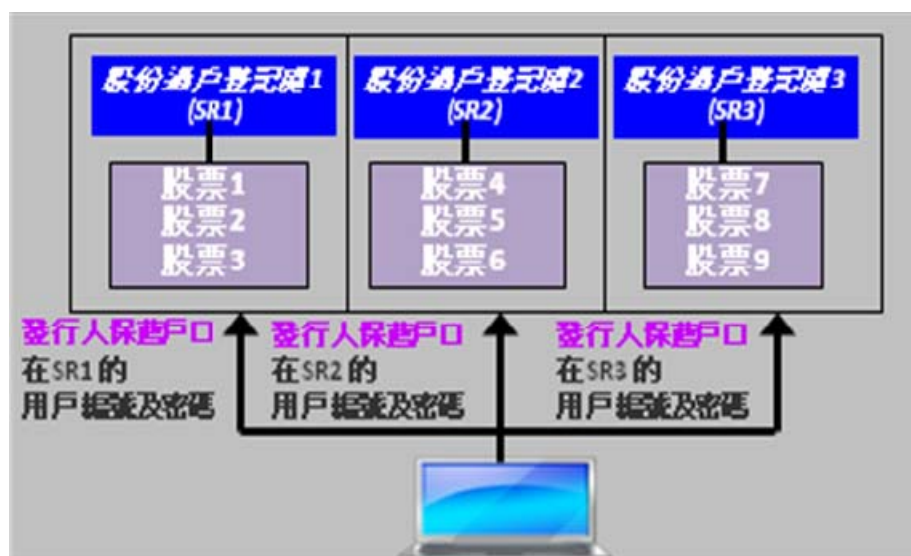 股份過戶登記處1
(SR1)
股票1
股票2
股票3
股份過戶登記處2
(SR2)
股票4
股票5
股票6
股份過戶登記處3
(SR3)
股票7
股票8
股票9
發行人保薦戶口
在SR1的
用戶編號及密碼
發行人保薦戶口
在SR2的
用戶編號及密碼
發行人保薦戶口
在SR3的
用戶編號及密碼